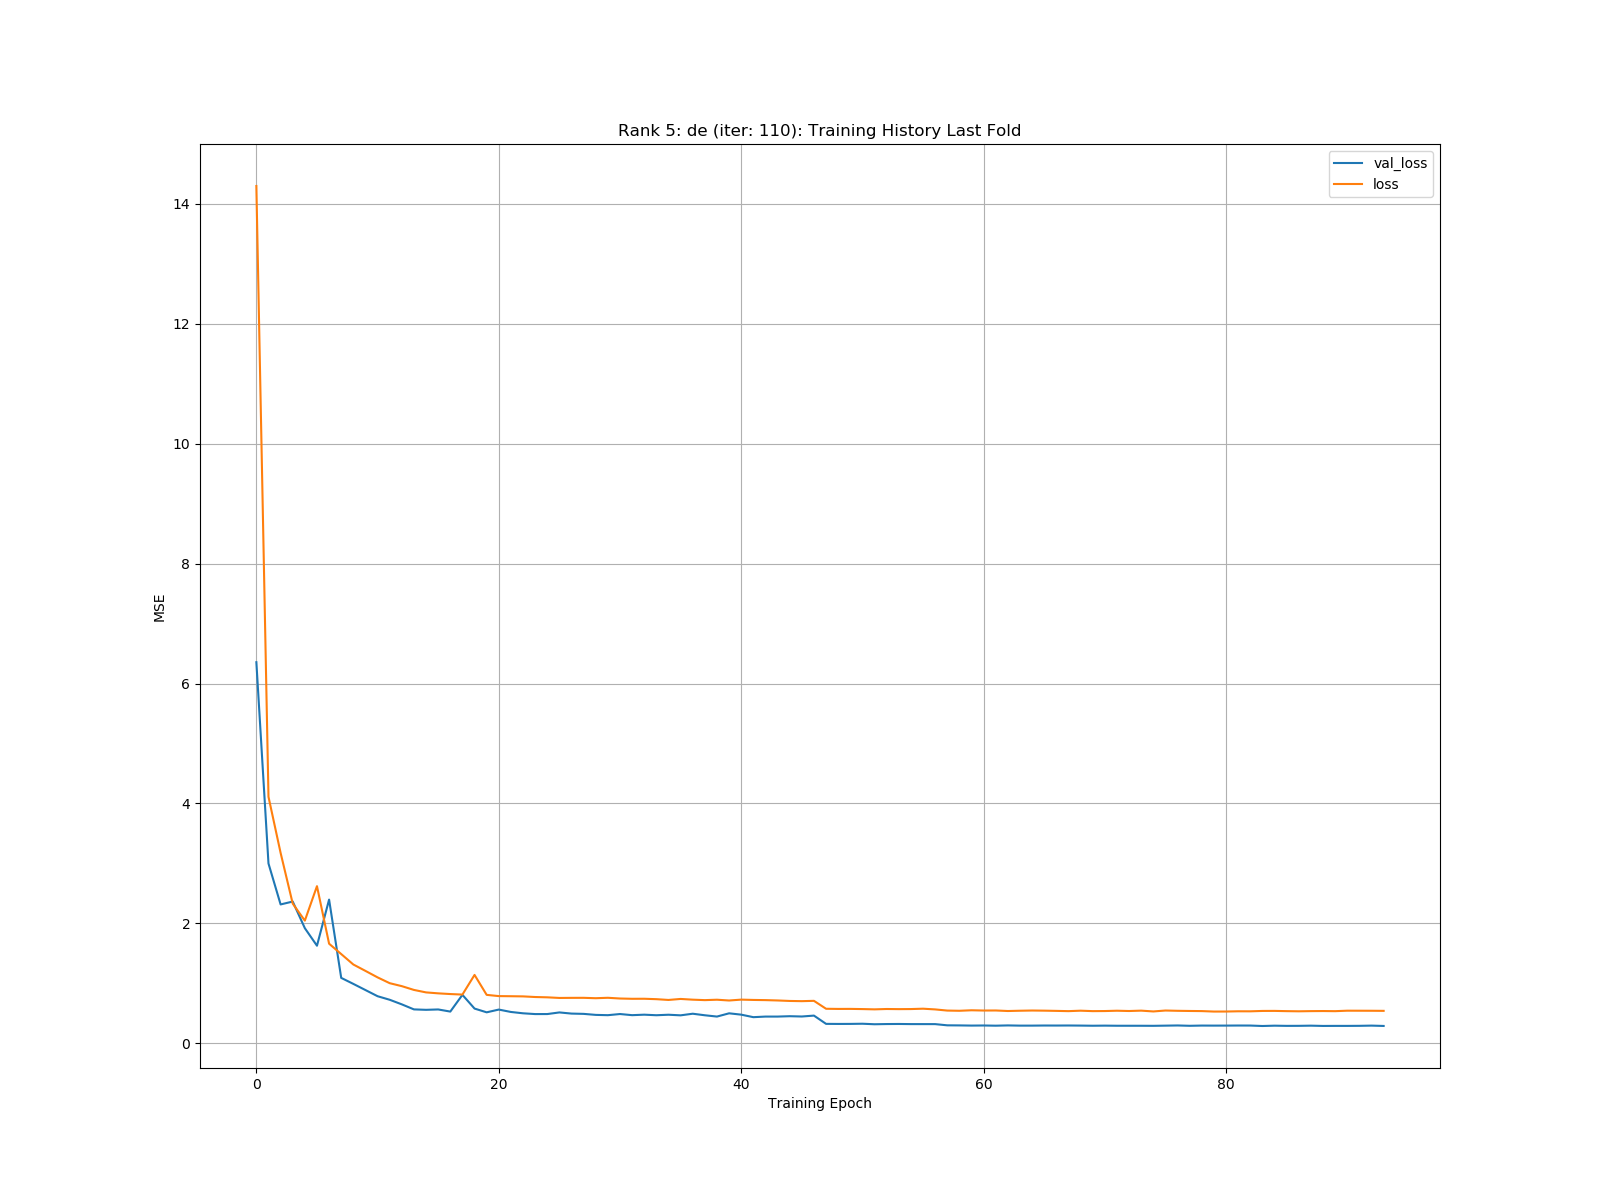 Rank 5: de (iter: 110): Training History Last Fold
val_loss
loss
14
12
10
8
6
4
2
0
MSE
0 20 40 60 80
Training Epoch